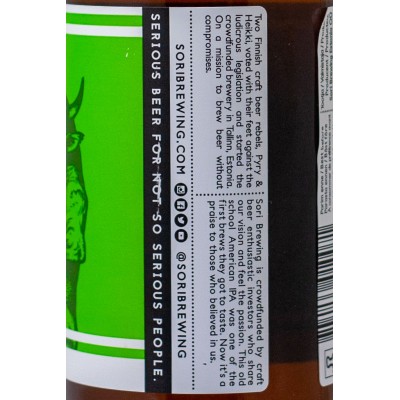 Two Finnish craft beer rebels, Pyry &
Heikki, voted with their feet against the
ludicrous legislation and started the
crowdfunded brewery in Tallinn, Estonia.
On a mission to brew beer without
compromises.
Sori Brewing is crowdfunded by craft
beer enthusiastic investors who share
our vision and feel the passion. This old
school American IPA was one of the
first brews they got to taste. Now it's a
praise to those who believed in us.
SORIBREWING.COM @SORIBREWING
SERIOUS BEER FOR NOT SO SERIOUS PEOPLE.